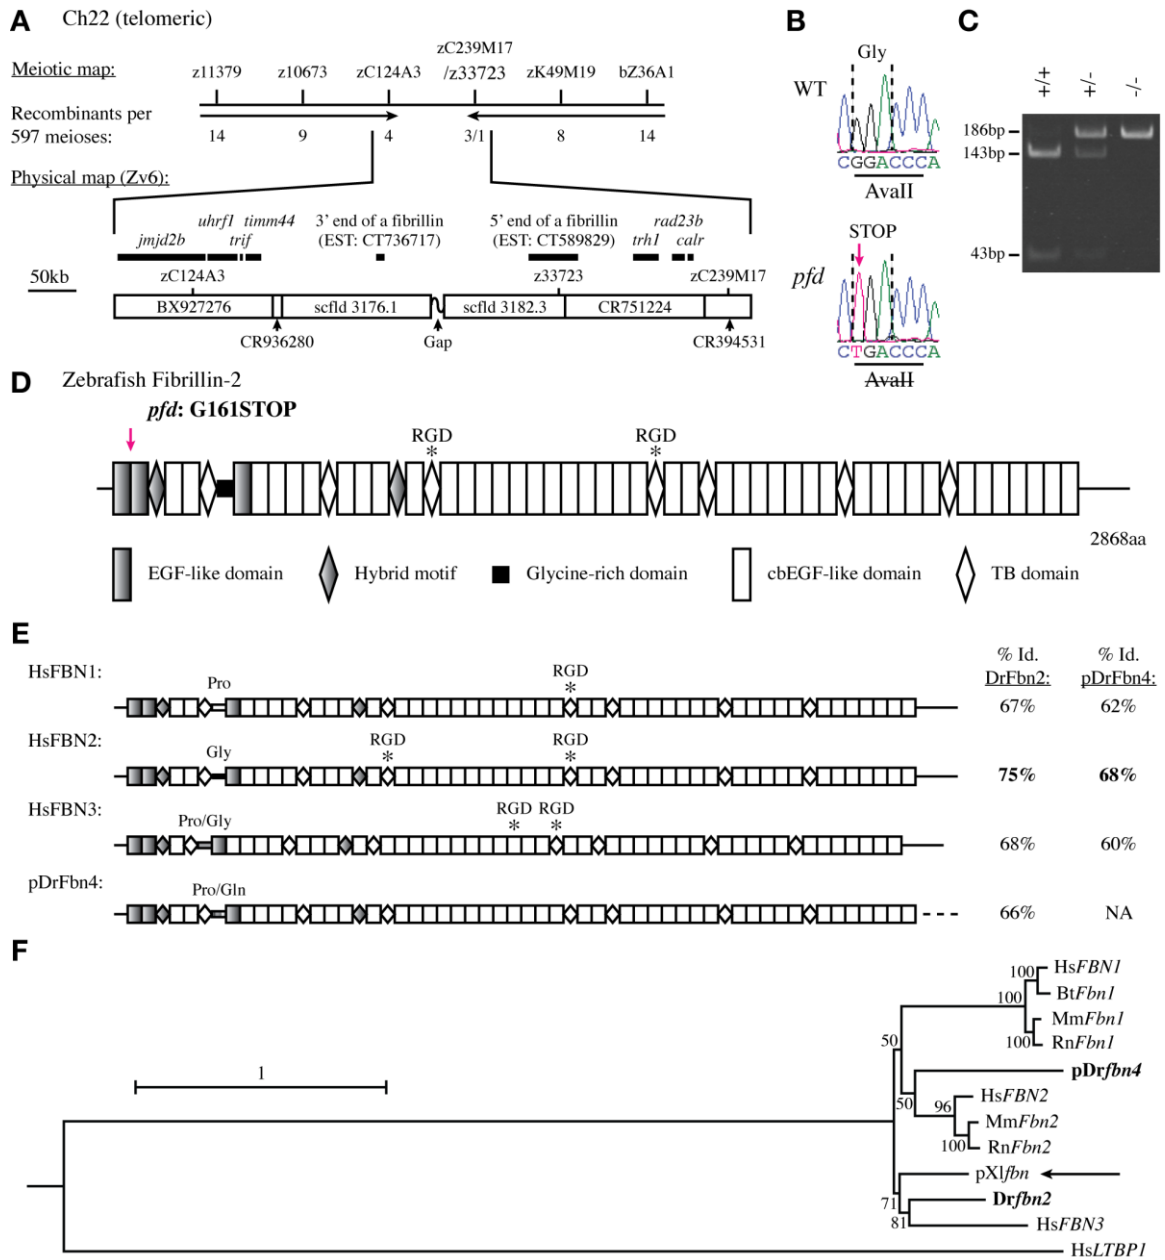 A Ch22 (telomeric)
Meiotic map:
z11379 z10673 zC124A3 zC239M17 /z33723 zK49M19 bZ36A1
Recombinants per
597 meioses:
14 9 4 3/1 8 14
Physical map (Zv6):
uhrf1 timm44
jmjd2b trif
3' end of a fibrillin
(EST: CT736717)
5' end of a fibrillin
(EST: CT589829)
rad23b
trh1 calr
50kb
zC124A3 z33723 zC239M17
BX927276 scfld 3176.1 scfld 3182.3 CR751224
CR936280 Gap CR394531
B
Gly
WT
CGGACCCA
AvaII
STOP
pfd
CTGACCCA
AvaII
C
+/+ +/- -/-
186bp
143bp
43bp
D Zebrafish Fibrillin-2
pfd: G161STOP
RGD RGD
* *
2868aa
EGF-like domain Hybrid motif Glycine-rich domain cbEGF-like domain TB domain
E
% Id. % Id.
DrFbn2: pDrFbn4:
HsFBN1:
Pro RGD
*
67% 62%
HsFBN2:
Gly RGD RGD
* *
75% 68%
HsFBN3:
Pro/Gly RGD RGD
* *
68% 60%
pDrFbn4:
Pro/Gln
66% NA
F
1
100 HsFBN1
100 BtFbn1
MmFbn1
100 RnFbn1
50
pDrfbn4
50 96 HsFBN2
MmFbn2
100 RnFbn2
pXlfbn
71 Drfbn2
81 HsFBN3
HsLTBP1